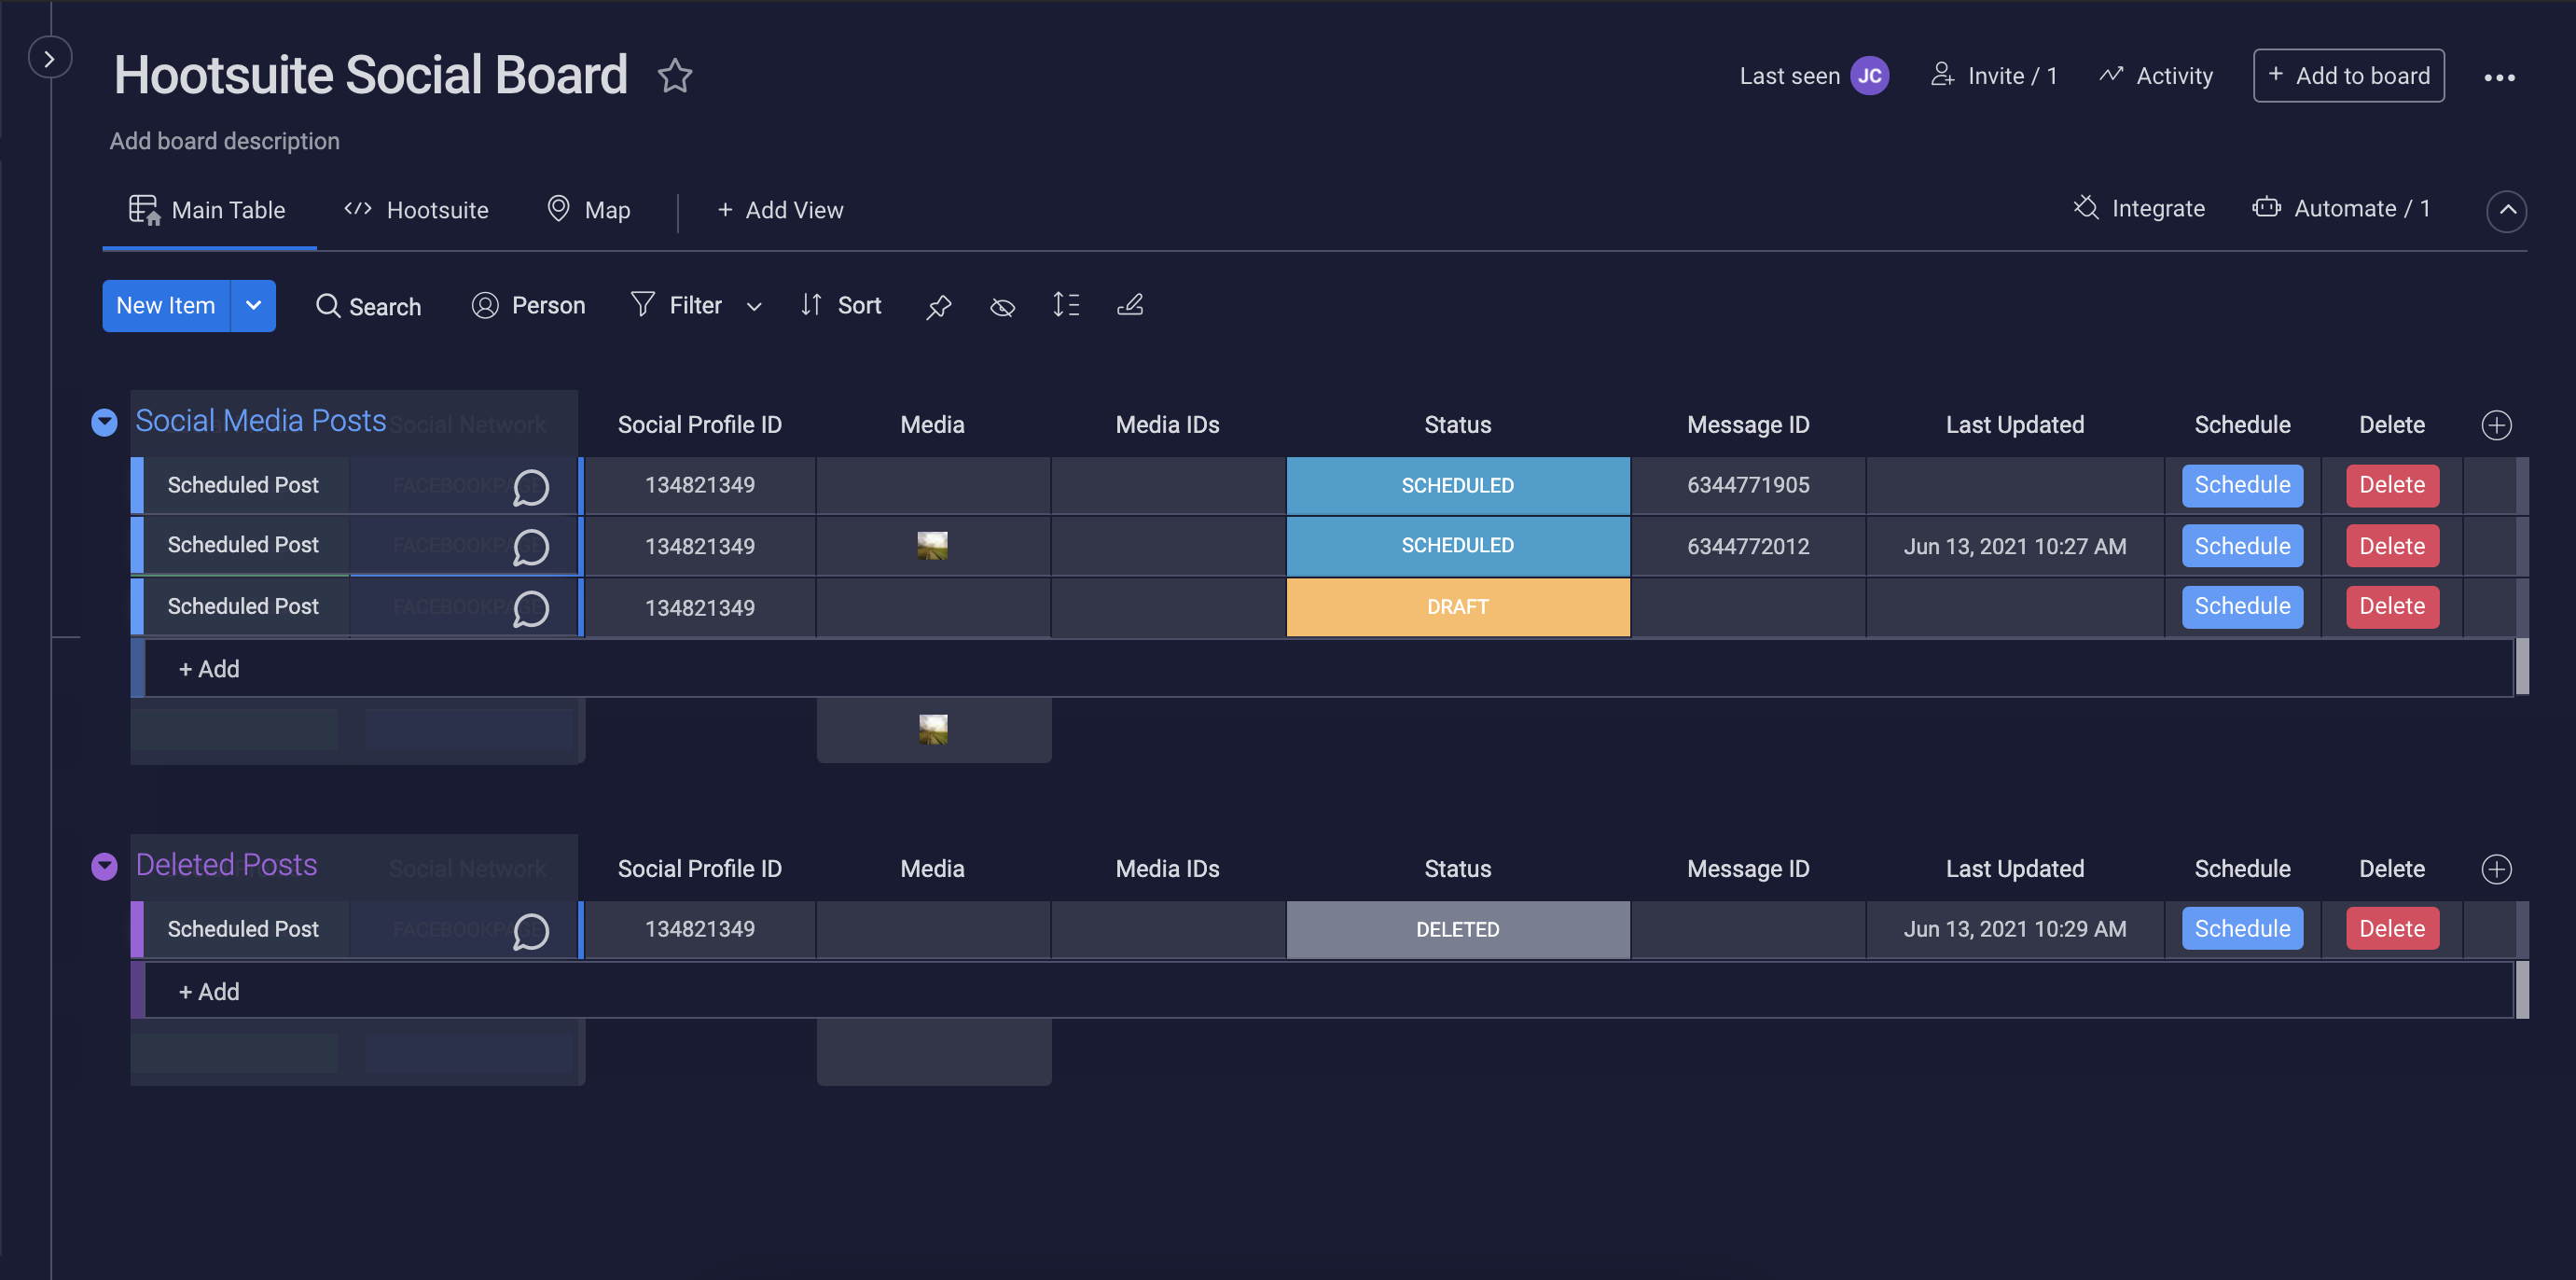 Hootsuite Social Board
Last seen JC Invite / 1 Activity + Add to board
Add board description
Main Table Hootsuite Map + Add View Integrate Automate / 1
New Item Search Person Filter Sort
Social Media Posts Social Network Social Profile ID Media Media IDs Status Message ID Last Updated Schedule Delete
Scheduled Post FACEBOOKPAGE 134821349 SCHEDULED 6344771905 Schedule Delete
Scheduled Post FACEBOOKPAGE 134821349 SCHEDULED 6344772012 Jun 13, 2021 10:27 AM Schedule Delete
Scheduled Post FACEBOOKPAGE 134821349 DRAFT Schedule Delete
+ Add
Deleted Posts Social Network Social Profile ID Media Media IDs Status Message ID Last Updated Schedule Delete
Scheduled Post FACEBOOKPAGE 134821349 DELETED Jun 13, 2021 10:29 AM Schedule Delete
+ Add